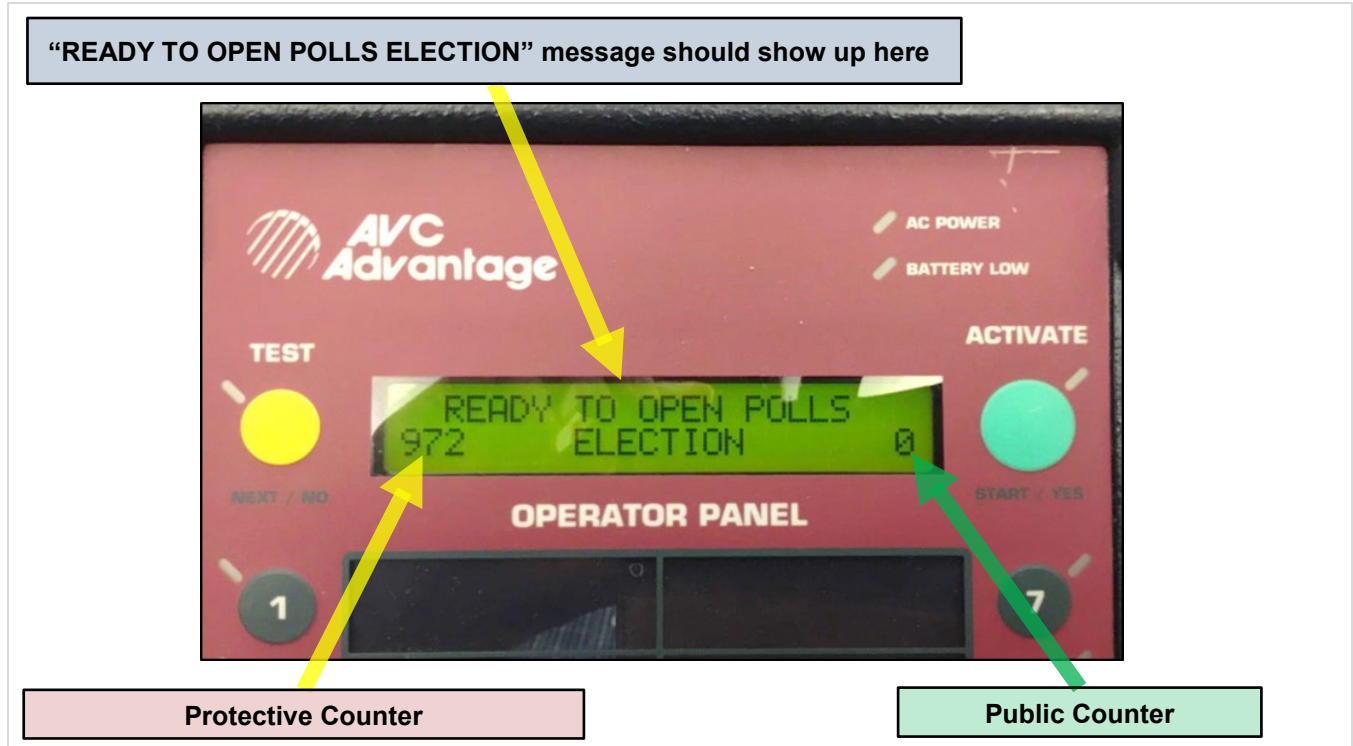 “READY TO OPEN POLLS ELECTION” message should show up here
AVC
Advantage
AC POWER
BATTERY LOW
TEST
ACTIVATE
READY TO OPEN POLLS
972 ELECTION 0
NEXT / NO
START / YES
OPERATOR PANEL
1
7
Protective Counter
Public Counter